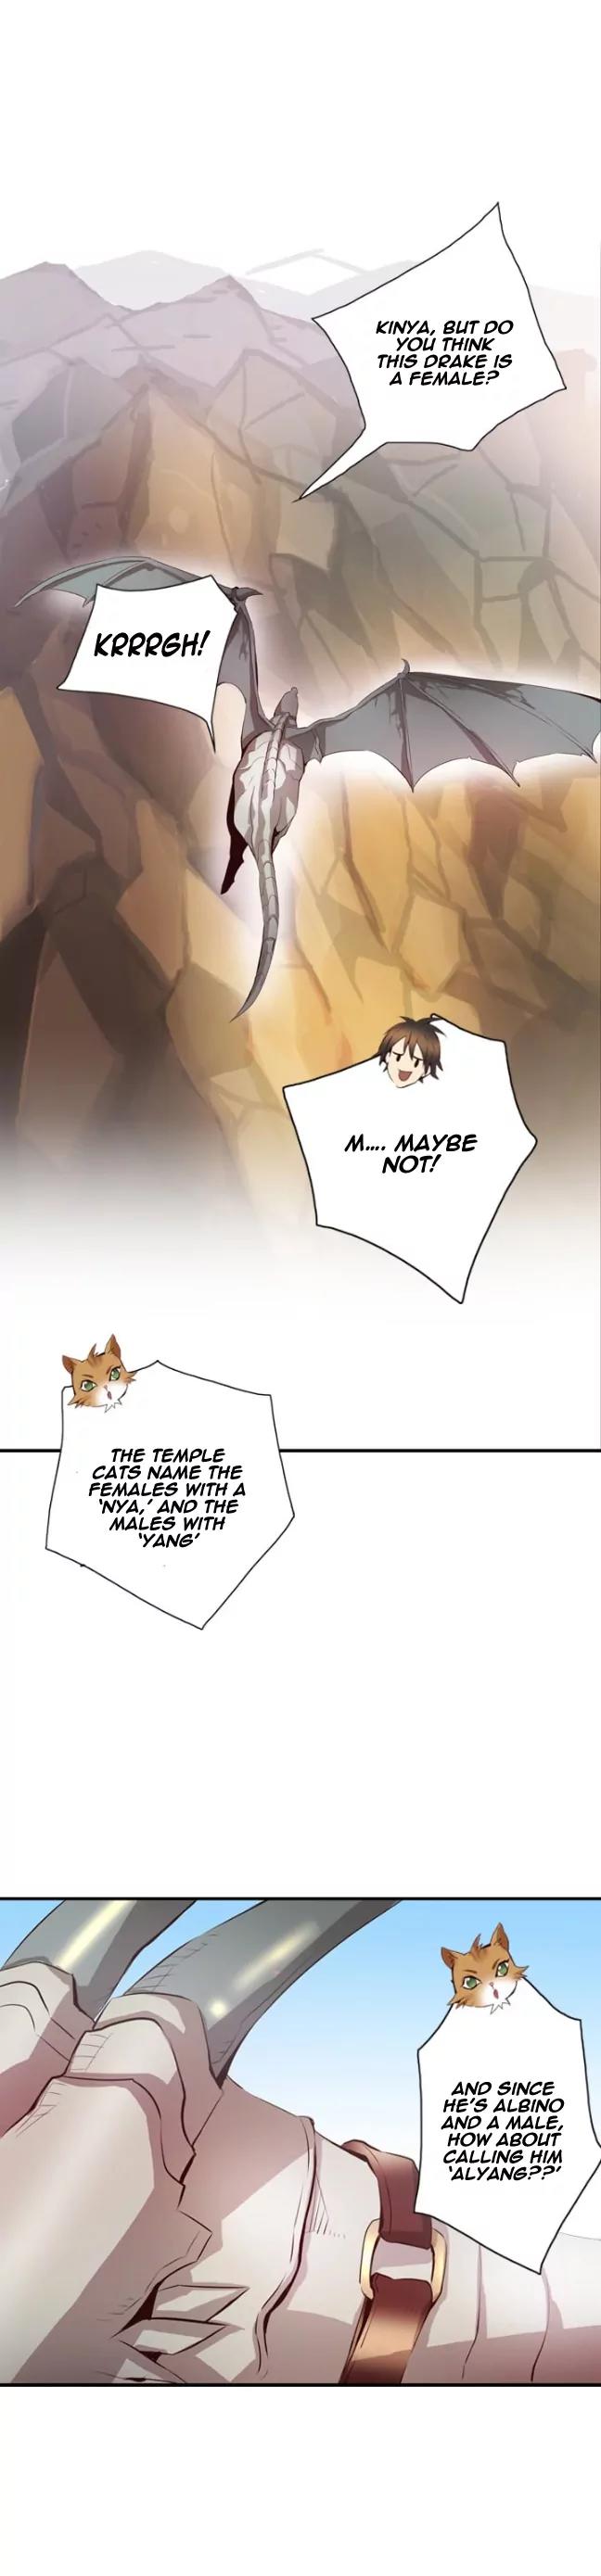 KINYA, BUT DO
YOU THINK
THIS DRAKE IS
A FEMALE?
KRRRGH!
M.... MAYBE
NOT!
THE TEMPLE
CATS NAME THE
FEMALES WITH A
'NYA,' AND THE
MALES WITH
'YANG'
AND SINCE
HE'S ALBINO
AND A MALE,
HOW ABOUT
CALLING HIM
'ALYANG??'